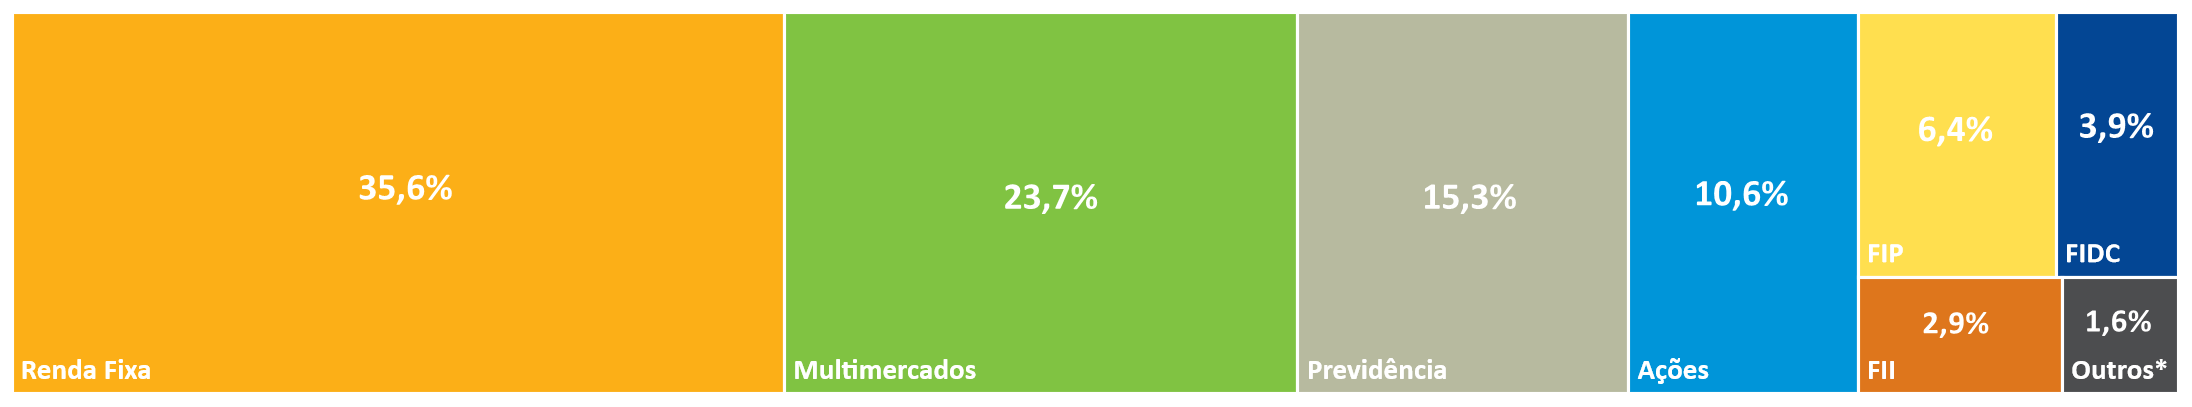 35,6%
Renda Fixa
23,7%
Multimercados
15,3%
Previdência
10,6%
Ações
6,4%
FIP
3,9%
FIDC
2,9%
FII
1,6%
Outros*